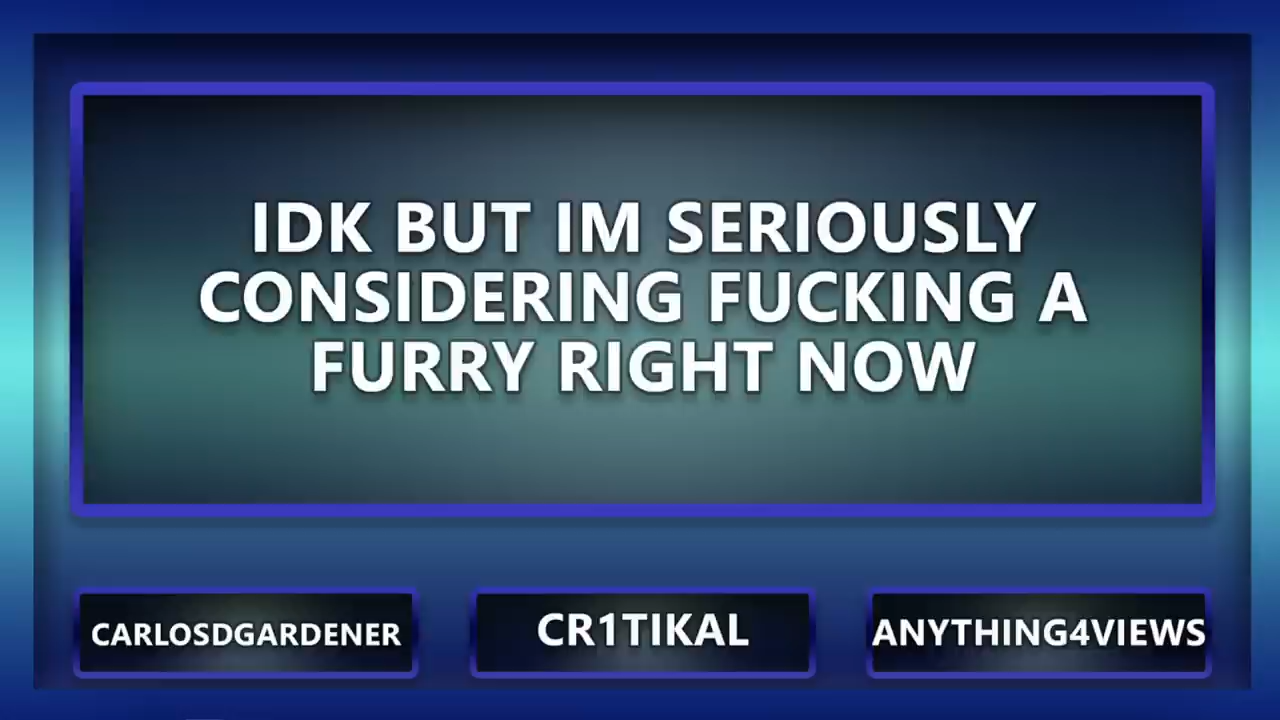 IDK BUT IM SERIOUSLY
CONSIDERING FUCKING A
FURRY RIGHT NOW
CARLOSDGARDENER
CR1TIKAL
ANYTHING4VIEWS